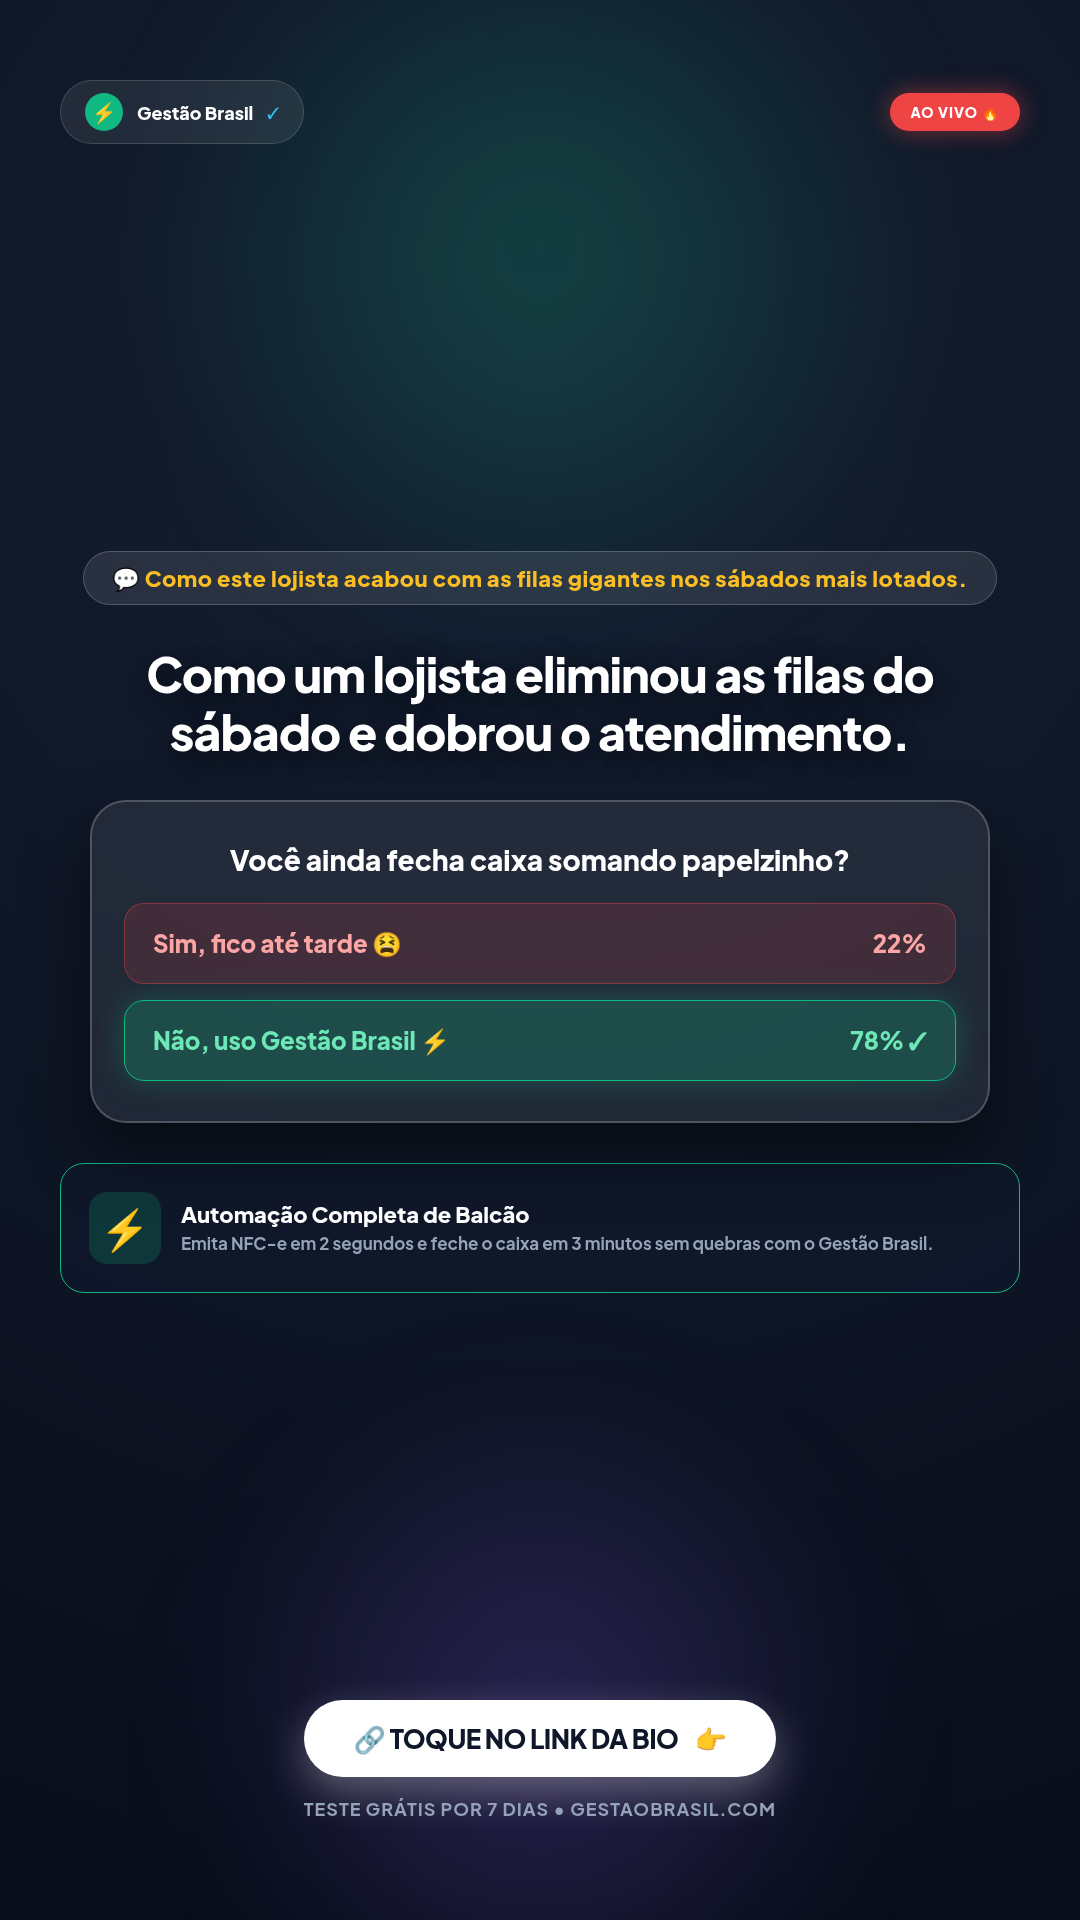 ⚡ Gestão Brasil ✓
AO VIVO 🔥
💬 Como este lojista acabou com as filas gigantes nos sábados mais lotados.
Como um lojista eliminou as filas do
sábado e dobrou o atendimento.
Você ainda fecha caixa somando papelzinho?
Sim, fico até tarde 😫 22%
Não, uso Gestão Brasil ⚡ 78% ✓
⚡ Automação Completa de Balcão
Emita NFC-e em 2 segundos e feche o caixa em 3 minutos sem quebras com o Gestão Brasil.
🔗 TOQUE NO LINK DA BIO 👉
TESTE GRÁTIS POR 7 DIAS • GESTAOBRASIL.COM